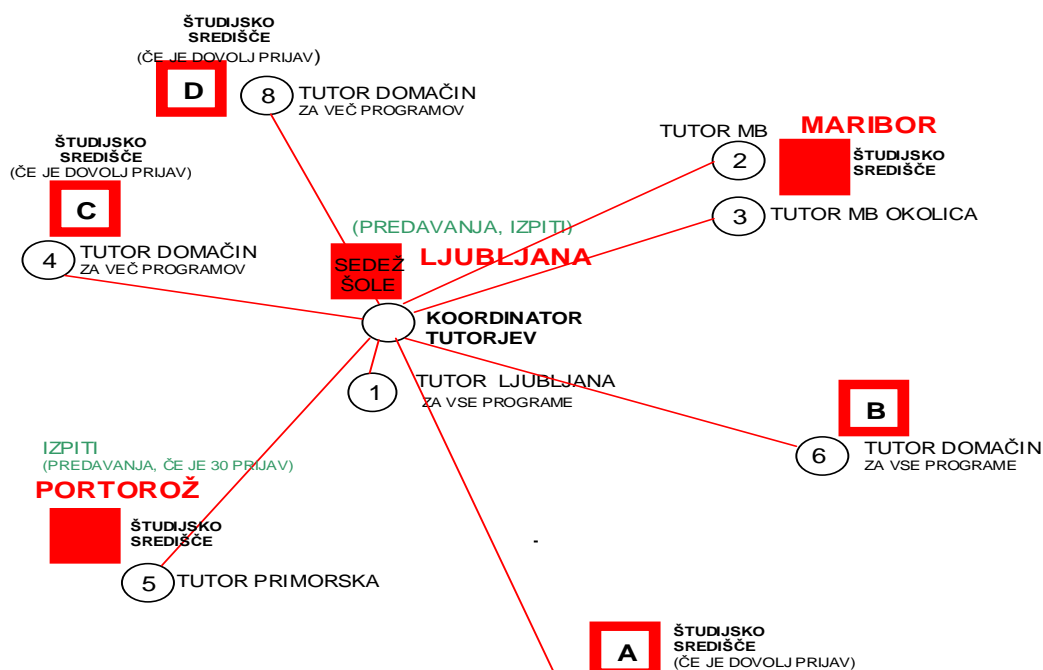 ŠTUDIJSKO
SREDIŠČE
(ČE JE DOVOLJ PRIJAV)
D
8
TUTOR DOMAČIN
ZA VEČ PROGRAMOV
ŠTUDIJSKO
SREDIŠČE
(ČE JE DOVOLJ PRIJAV)
C
4
TUTOR DOMAČIN
ZA VEČ PROGRAMOV
TUTOR MB
MARIBOR
2
ŠTUDIJSKO
SREDIŠČE
3
TUTOR MB OKOLICA
(PREDAVANJA, IZPITI)
SEDEŽ
ŠOLE
LJUBLJANA
KOORDINATOR
TUTORJEV
1
TUTOR LJUBLJANA
ZA VSE PROGRAME
B
6
TUTOR DOMAČIN
ZA VSE PROGRAME
IZPITI
(PREDAVANJA, ČE JE 30 PRIJAV)
PORTOROŽ
ŠTUDIJSKO
SREDIŠČE
5
TUTOR PRIMORSKA
-
A
ŠTUDIJSKO
SREDIŠČE
(ČE JE DOVOLJ PRIJAV)